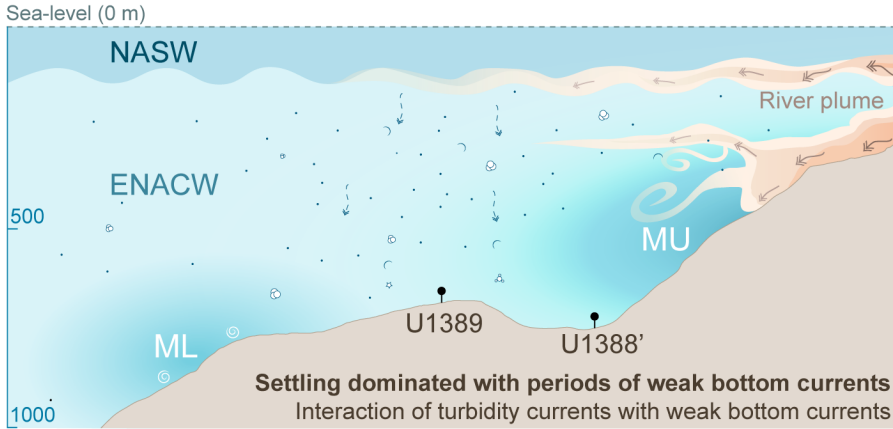 Sea-level (0 m)
NASW
River plume
ENACW
500
MU
U1389
U1388’
ML
Settling dominated with periods of weak bottom currents
Interaction of turbidity currents with weak bottom currents
1000